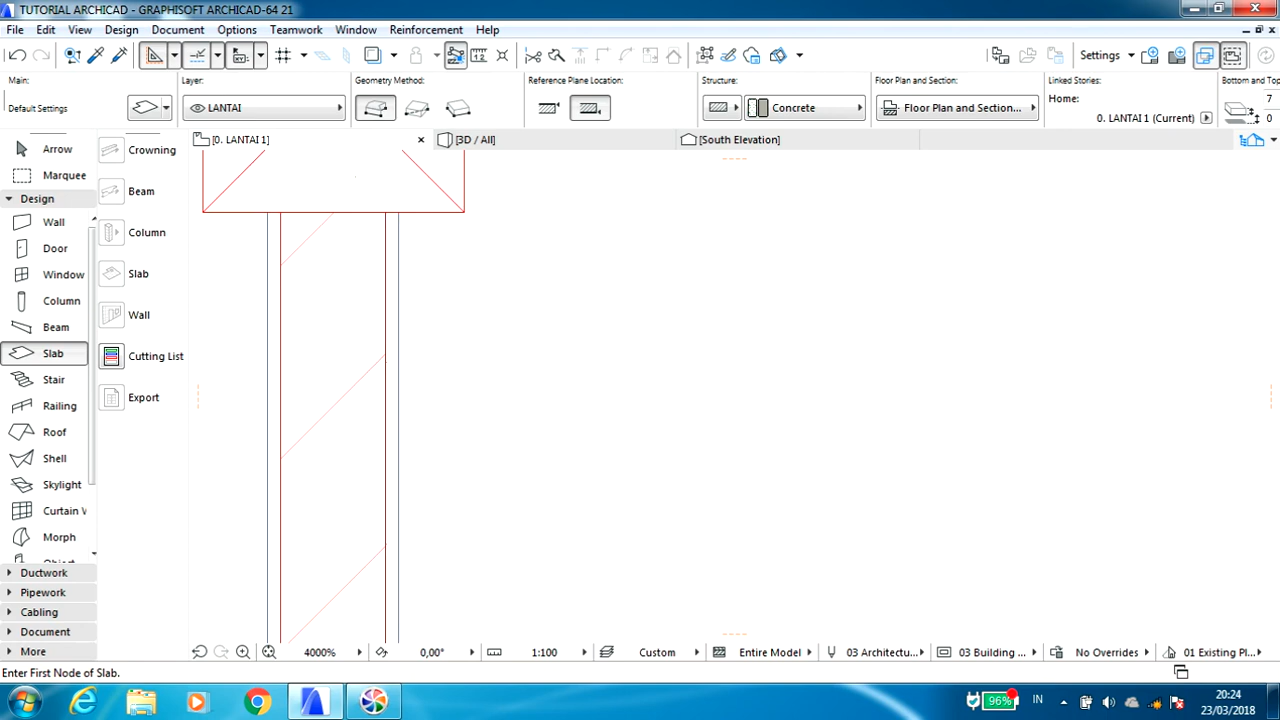 TUTORIAL ARCHICAD - GRAPHISOFT ARCHICAD-64 21
File Edit View Design Document Options Teamwork Window Reinforcement Help
Settings
Main: Layer: Geometry Method: Reference Plane Location: Structure: Floor Plan and Section: Linked Stories: Bottom and Top
Home: 7
Default Settings LANTAI Concrete Floor Plan and Section... 0. LANTAI 1 (Current) 0
[0. LANTAI 1] [3D / All] [South Elevation]
Arrow
Marquee
Design
Wall
Door
Window
Column
Beam
Slab
Stair
Railing
Roof
Shell
Skylight
Curtain W
Morph
Ductwork
Pipework
Cabling
Document
More
Crowning
Beam
Column
Slab
Wall
Cutting List
Export
4000% 0,00° 1:100 Custom Entire Model 03 Architectu... 03 Building ... No Overrides 01 Existing Pl...
Enter First Node of Slab.
96% IN 20:24
23/03/2018